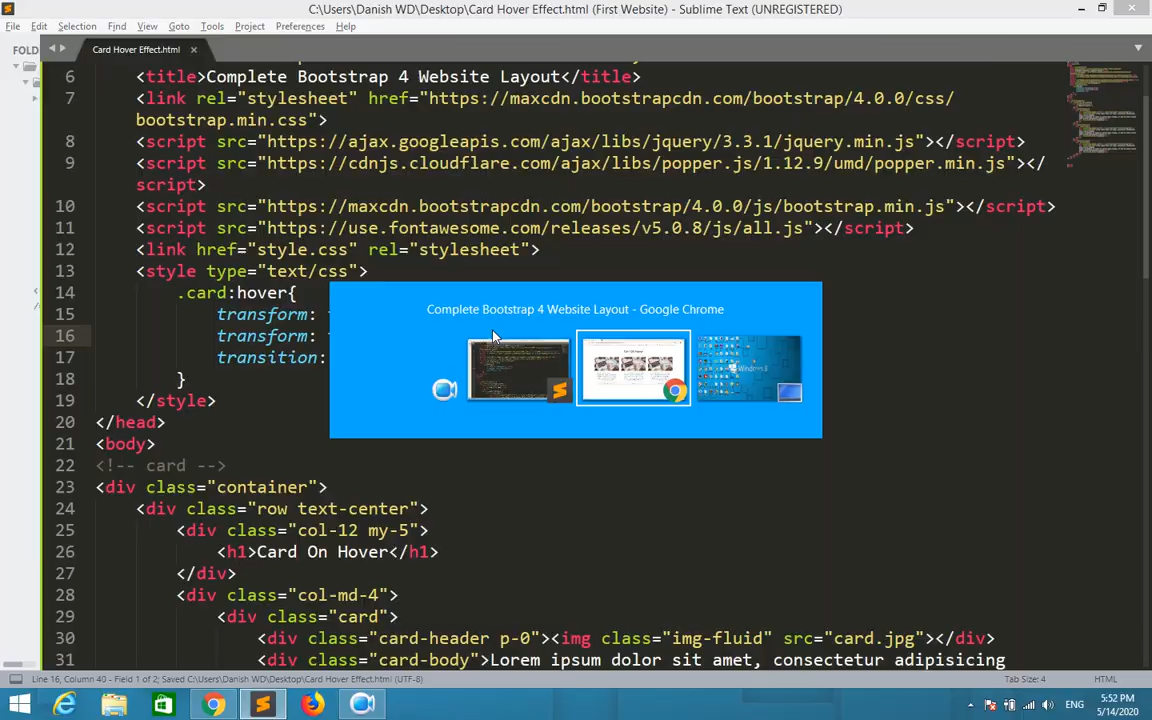 C:\Users\Danish WD\Desktop\Card Hover Effect.html (First Website) - Sublime Text (UNREGISTERED)
File Edit Selection Find View Goto Tools Project Preferences Help
FOLD
Card Hover Effect.html
6 <title>Complete Bootstrap 4 Website Layout</title>
7 <link rel="stylesheet" href="https://maxcdn.bootstrapcdn.com/bootstrap/4.0.0/css/
bootstrap.min.css">
8 <script src="https://ajax.googleapis.com/ajax/libs/jquery/3.3.1/jquery.min.js"></script>
9 <script src="https://cdnjs.cloudflare.com/ajax/libs/popper.js/1.12.9/umd/popper.min.js"></
script>
10 <script src="https://maxcdn.bootstrapcdn.com/bootstrap/4.0.0/js/bootstrap.min.js"></script>
11 <script src="https://use.fontawesome.com/releases/v5.0.8/js/all.js"></script>
12 <link href="style.css" rel="stylesheet">
13 <style type="text/css">
14 .card:hover{
15 transform:
16 transform:
17 transition:
18 }
19 </style>
20 </head>
21 <body>
22 <!-- card -->
23 <div class="container">
24 <div class="row text-center">
25 <div class="col-12 my-5">
26 <h1>Card On Hover</h1>
27 </div>
28 <div class="col-md-4">
29 <div class="card">
30 <div class="card-header p-0"><img class="img-fluid" src="card.jpg"></div>
31 <div class="card-body">Lorem ipsum dolor sit amet, consectetur adipisicing
Complete Bootstrap 4 Website Layout - Google Chrome
Line 16, Column 40 - Field 1 of 2; Saved C:\Users\Danish WD\Desktop\Card Hover Effect.html (UTF-8)
Tab Size: 4
HTML
ENG
5:52 PM
5/14/2020